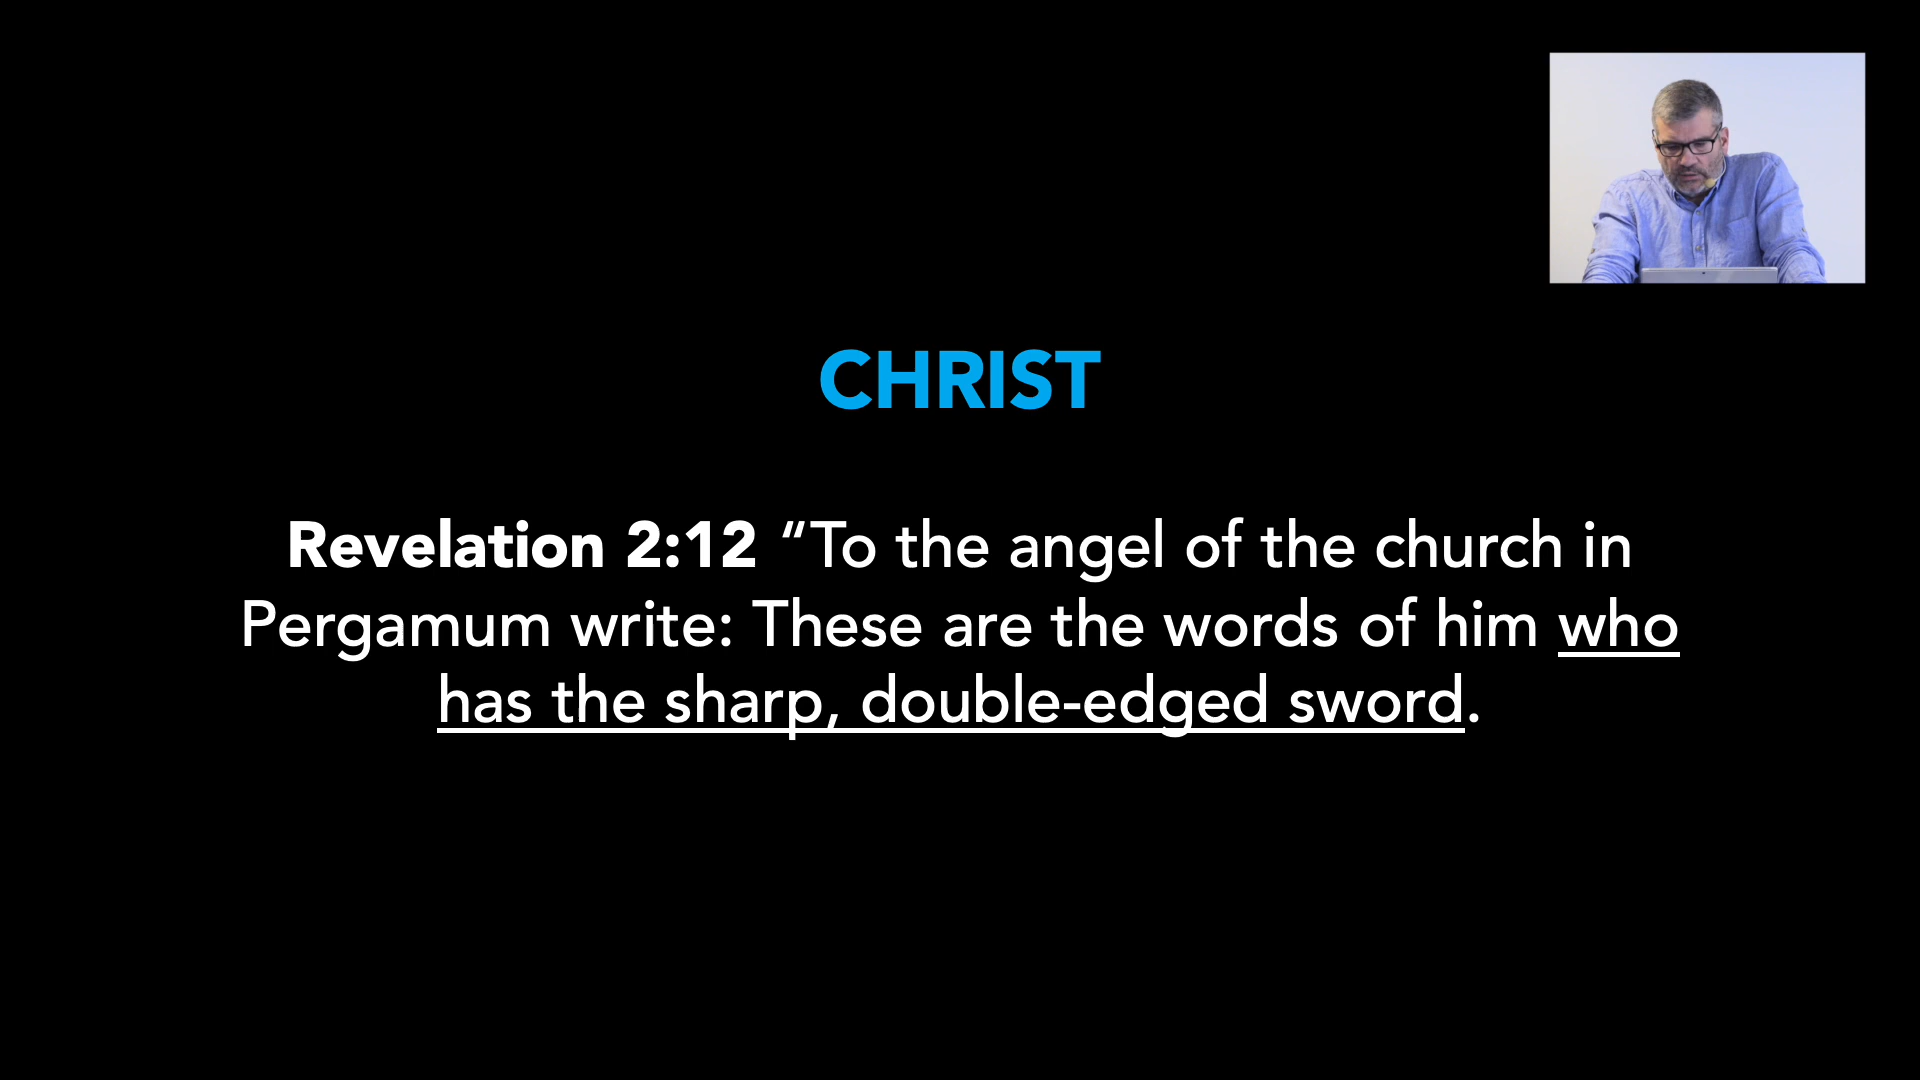 CHRIST
Revelation 2:12 “To the angel of the church in
Pergamum write: These are the words of him who
has the sharp, double-edged sword.